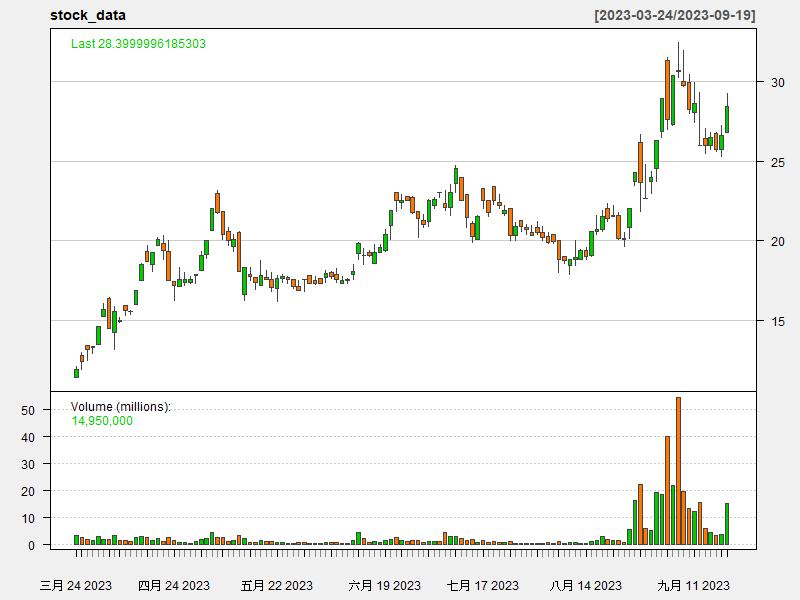 stock_data
[2023-03-24/2023-09-19]
Last 28.3999996185303
30
25
20
15
Volume (millions):
14,950,000
50
40
30
20
10
0
三月 24 2023
四月 24 2023
五月 22 2023
六月 19 2023
七月 17 2023
八月 14 2023
九月 11 2023